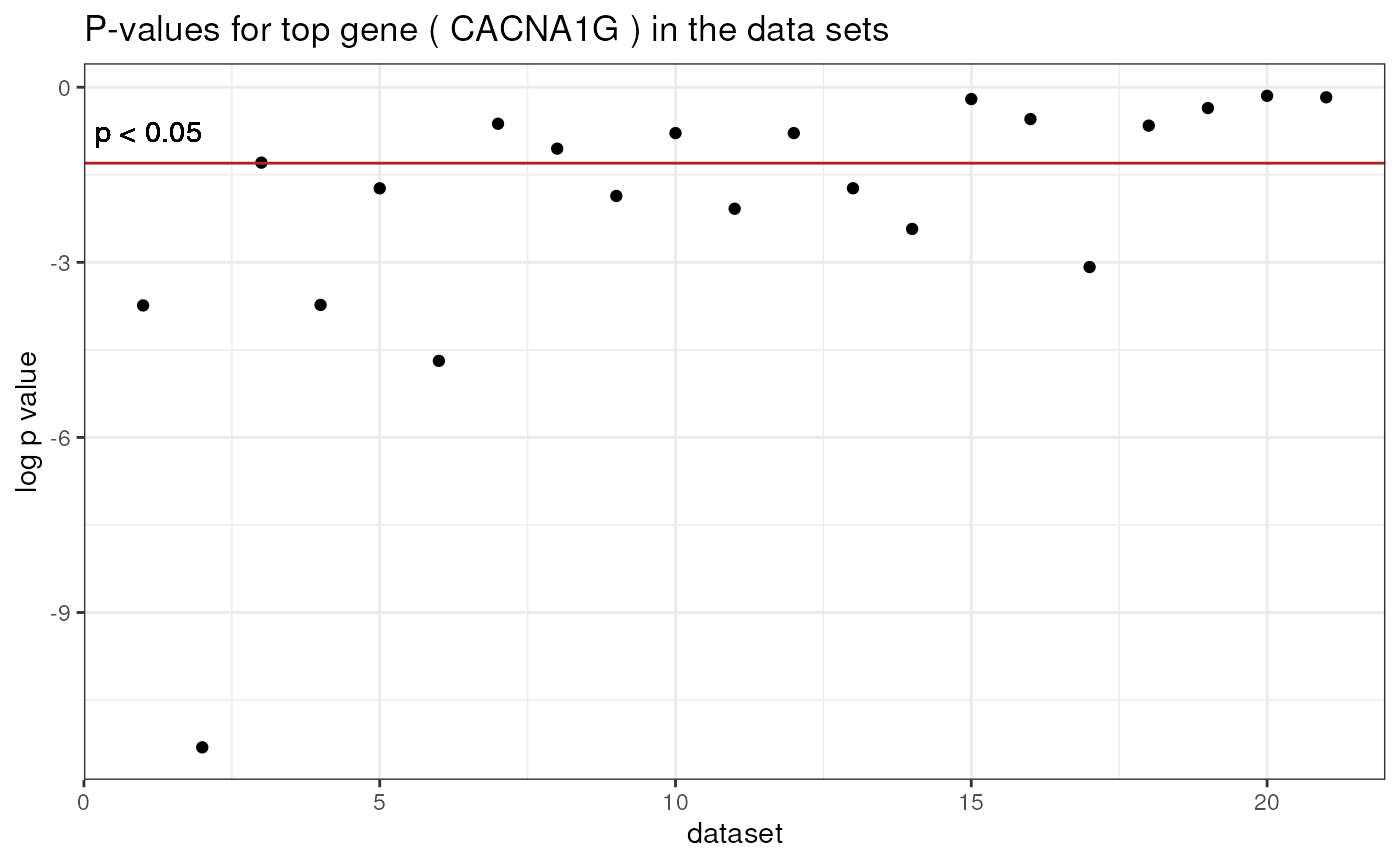 P-values for top gene ( CACNA1G ) in the data sets
0
p < 0.05
-3
-6
-9
log p value
0 5 10 15 20
dataset